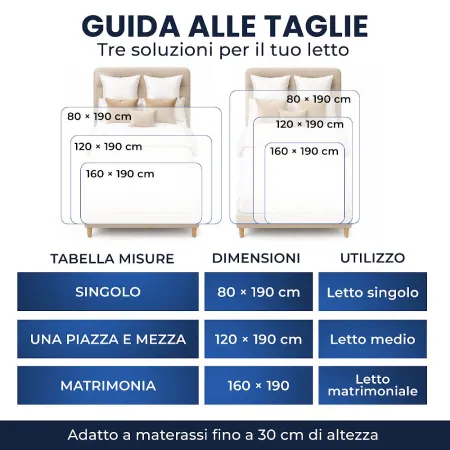 GUIDA ALLE TAGLIE
Tre soluzioni per il tuo letto
80 × 190 cm
120 × 190 cm
160 × 190 cm
80 × 190 cm
120 × 190 cm
160 × 190 cm
TABELLA MISURE DIMENSIONI UTILIZZO
SINGOLO 80 × 190 cm Letto singolo
UNA PIAZZA E MEZZA 120 × 190 cm Letto medio
MATRIMONIA 160 × 190 Letto
matrimoniale
Adatto a materassi fino a 30 cm di altezza